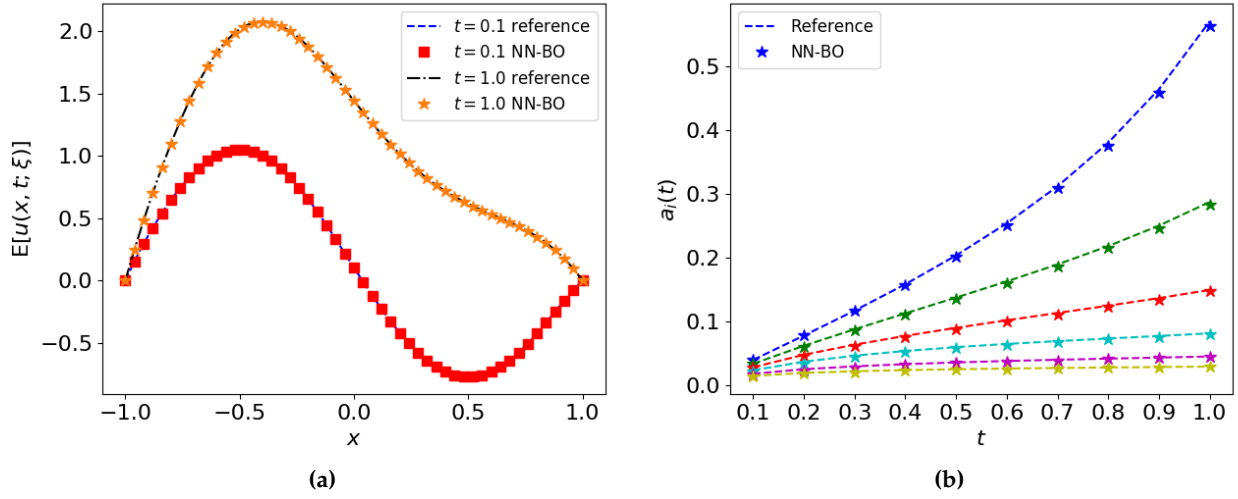 t = 0.1 reference
t = 0.1 NN-BO
t = 1.0 reference
t = 1.0 NN-BO
2.0
1.5
1.0
0.5
0.0
−0.5
E[u(x, t; ξ)]
−1.0 −0.5 0.0 0.5 1.0
x
(a)
Reference
NN-BO
0.5
0.4
0.3
0.2
0.1
0.0
a_i(t)
0.1 0.2 0.3 0.4 0.5 0.6 0.7 0.8 0.9 1.0
t
(b)